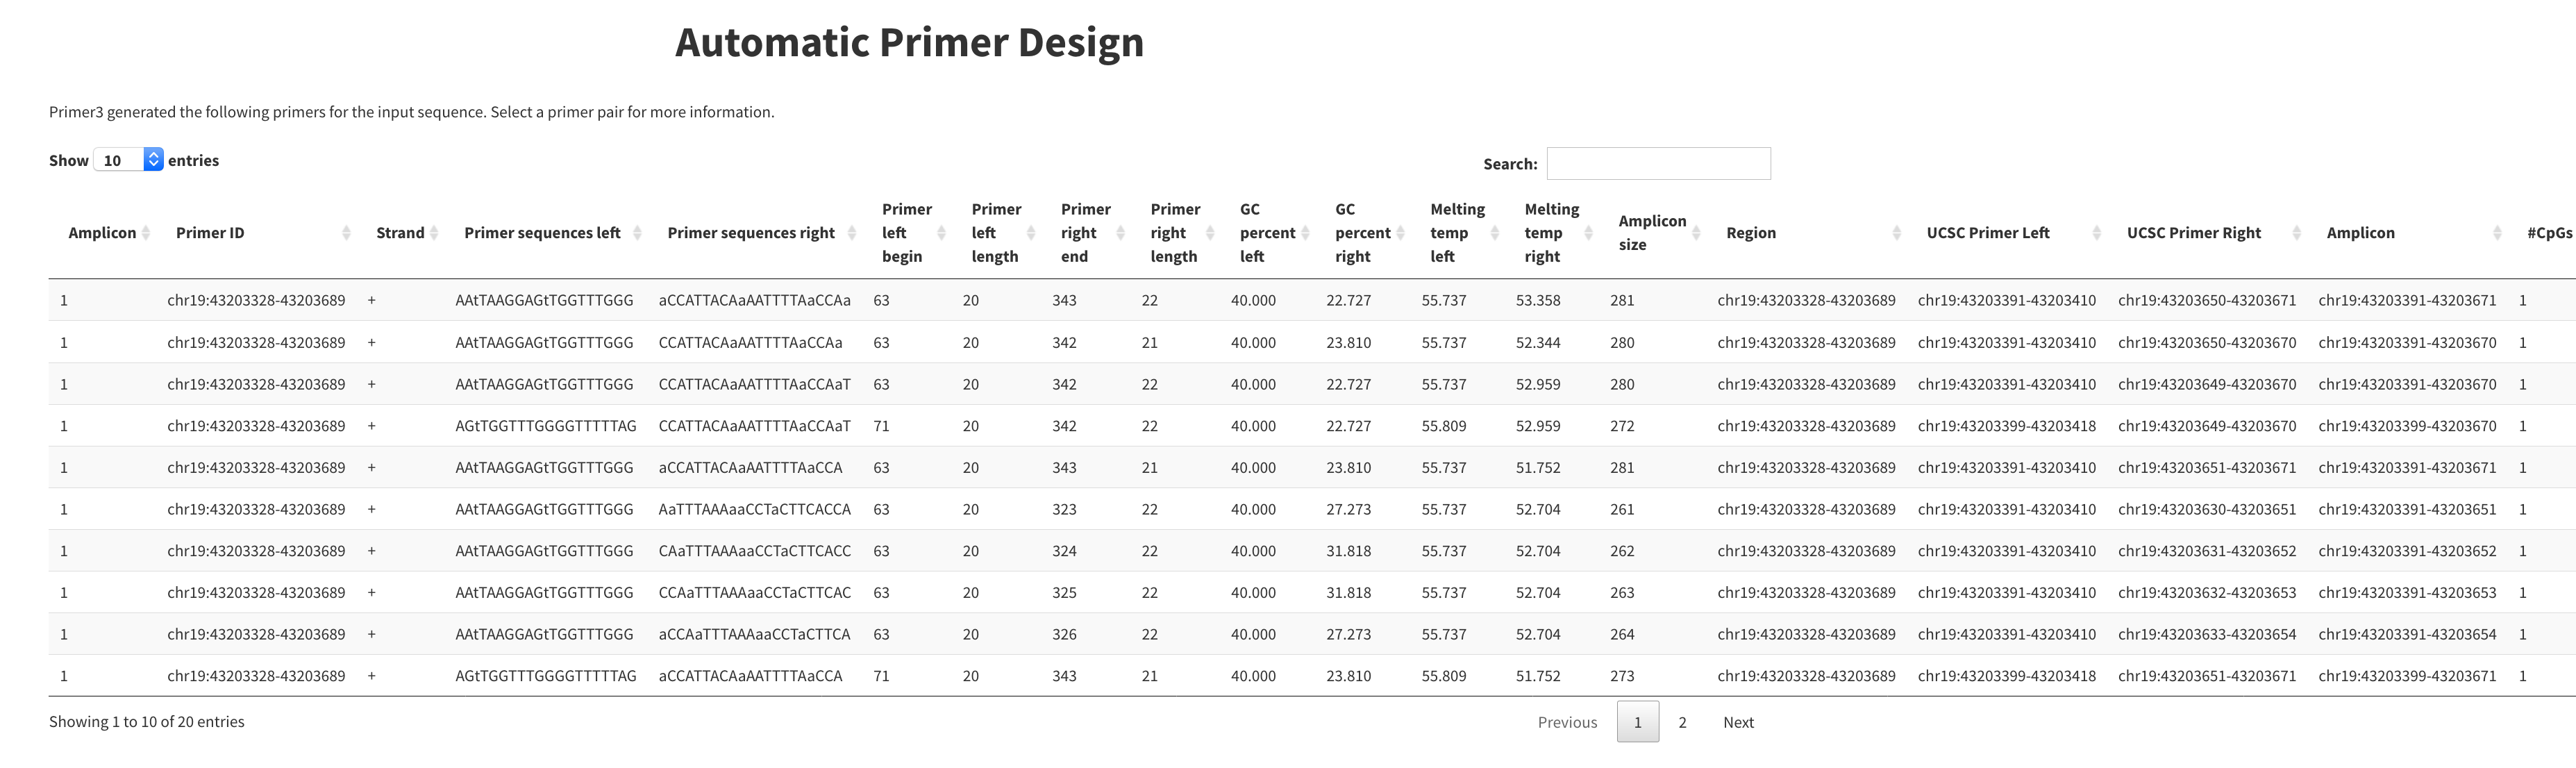 Automatic Primer Design
Primer3 generated the following primers for the input sequence. Select a primer pair for more information.
Show 10 entries
Search:
Amplicon Primer ID Strand Primer sequences left Primer sequences right Primer left begin Primer left length Primer right end Primer right length GC percent left GC percent right Melting temp left Melting temp right Amplicon size Region UCSC Primer Left UCSC Primer Right Amplicon #CpGs
1 chr19:43203328-43203689 + AAtTAAGGAGtTGGTTTGGG aCCATTACAaAATTTTAaCCAa 63 20 343 22 40.000 22.727 55.737 53.358 281 chr19:43203328-43203689 chr19:43203391-43203410 chr19:43203650-43203671 chr19:43203391-43203671 1
1 chr19:43203328-43203689 + AAtTAAGGAGtTGGTTTGGG CCATTACAaAATTTTAaCCAa 63 20 342 21 40.000 23.810 55.737 52.344 280 chr19:43203328-43203689 chr19:43203391-43203410 chr19:43203650-43203670 chr19:43203391-43203670 1
1 chr19:43203328-43203689 + AAtTAAGGAGtTGGTTTGGG CCATTACAaAATTTTAaCCAaT 63 20 342 22 40.000 22.727 55.737 52.959 280 chr19:43203328-43203689 chr19:43203391-43203410 chr19:43203649-43203670 chr19:43203391-43203670 1
1 chr19:43203328-43203689 + AGtTGGTTTGGGGTTTTTAG CCATTACAaAATTTTAaCCAaT 71 20 342 22 40.000 22.727 55.809 52.959 272 chr19:43203328-43203689 chr19:43203399-43203418 chr19:43203649-43203670 chr19:43203399-43203670 1
1 chr19:43203328-43203689 + AAtTAAGGAGtTGGTTTGGG aCCATTACAaAATTTTAaCCA 63 20 343 21 40.000 23.810 55.737 51.752 281 chr19:43203328-43203689 chr19:43203391-43203410 chr19:43203651-43203671 chr19:43203391-43203671 1
1 chr19:43203328-43203689 + AAtTAAGGAGtTGGTTTGGG AaTTTAAAaaCCTaCTTCACCA 63 20 323 22 40.000 27.273 55.737 52.704 261 chr19:43203328-43203689 chr19:43203391-43203410 chr19:43203630-43203651 chr19:43203391-43203651 1
1 chr19:43203328-43203689 + AAtTAAGGAGtTGGTTTGGG CAaTTTAAAaaCCTaCTTCACC 63 20 324 22 40.000 31.818 55.737 52.704 262 chr19:43203328-43203689 chr19:43203391-43203410 chr19:43203631-43203652 chr19:43203391-43203652 1
1 chr19:43203328-43203689 + AAtTAAGGAGtTGGTTTGGG CCAaTTTAAAaaCCTaCTTCAC 63 20 325 22 40.000 31.818 55.737 52.704 263 chr19:43203328-43203689 chr19:43203391-43203410 chr19:43203632-43203653 chr19:43203391-43203653 1
1 chr19:43203328-43203689 + AAtTAAGGAGtTGGTTTGGG aCCAaTTTAAAaaCCTaCTTCA 63 20 326 22 40.000 27.273 55.737 52.704 264 chr19:43203328-43203689 chr19:43203391-43203410 chr19:43203633-43203654 chr19:43203391-43203654 1
1 chr19:43203328-43203689 + AGtTGGTTTGGGGTTTTTAG aCCATTACAaAATTTTAaCCA 71 20 343 21 40.000 23.810 55.809 51.752 273 chr19:43203328-43203689 chr19:43203399-43203418 chr19:43203651-43203671 chr19:43203399-43203671 1
Showing 1 to 10 of 20 entries
Previous 1 2 Next